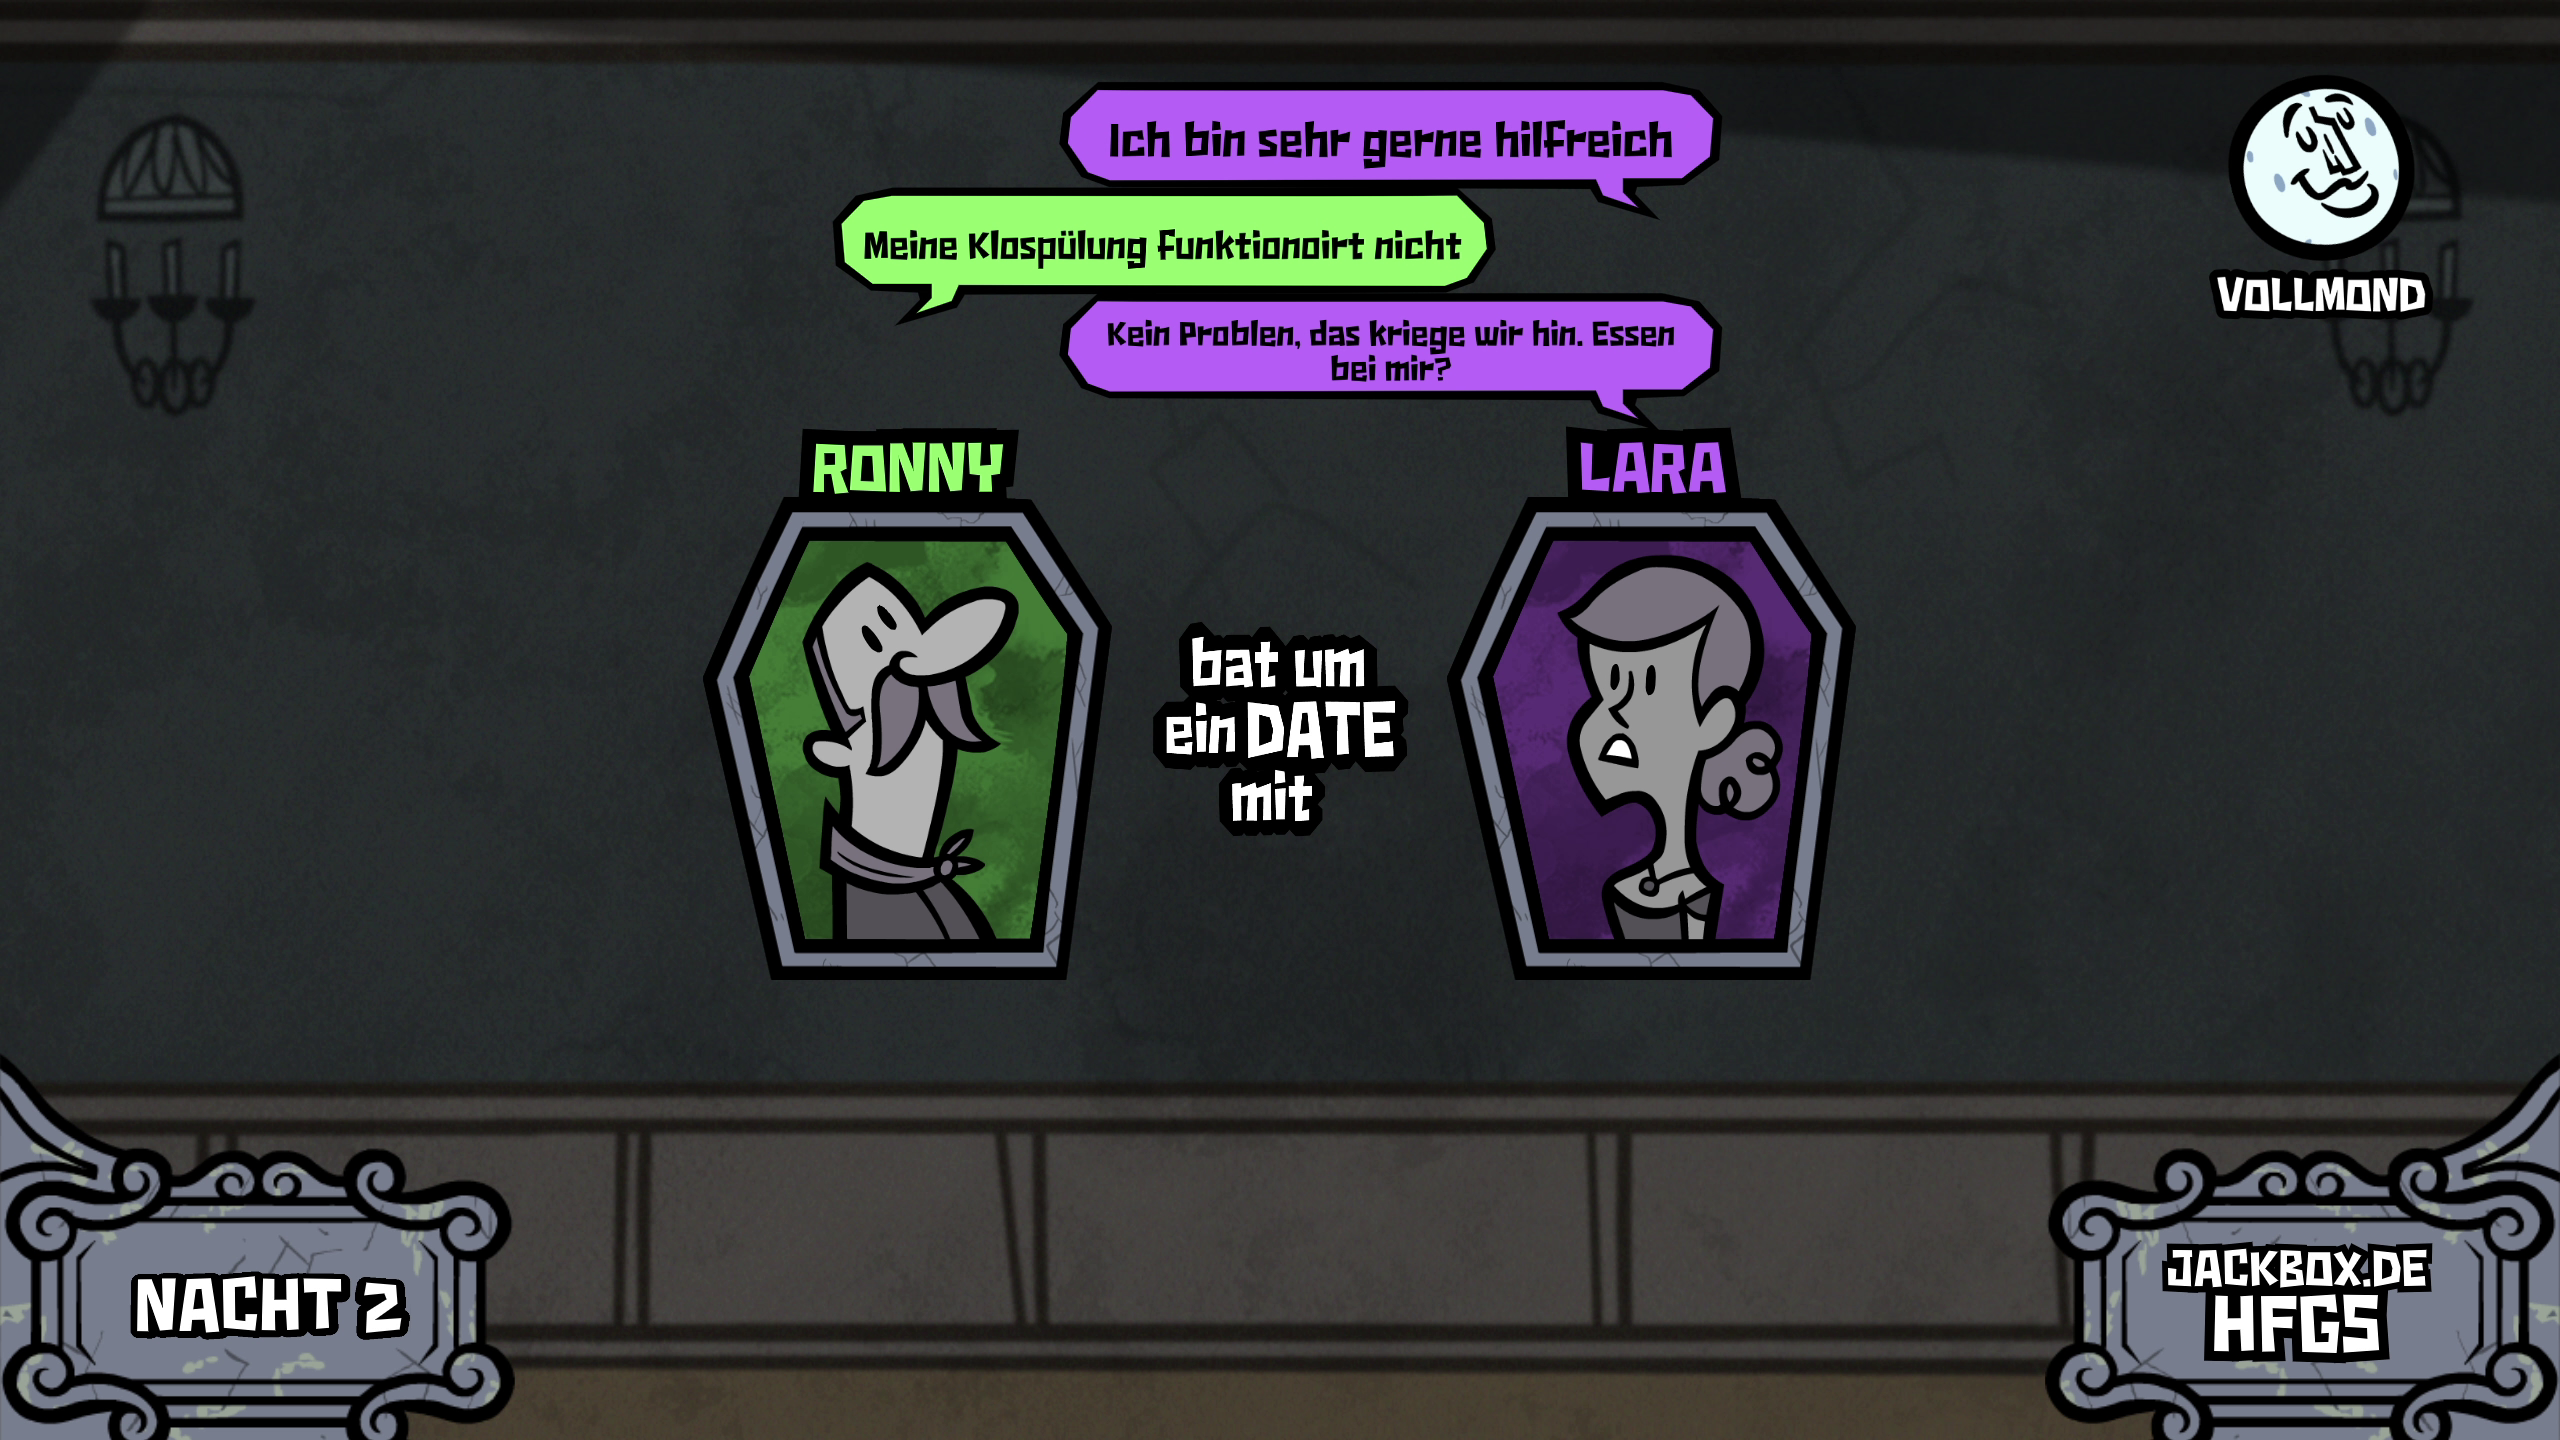 Ich bin sehr gerne hilfreich
Meine Klospülung funktionoirt nicht
Kein Problen, das kriege wir hin. Essen
bei mir?
VOLLMOND
RONNY
LARA
bat um
ein DATE
mit
NACHT 2
JACKBOX.DE
HFGS